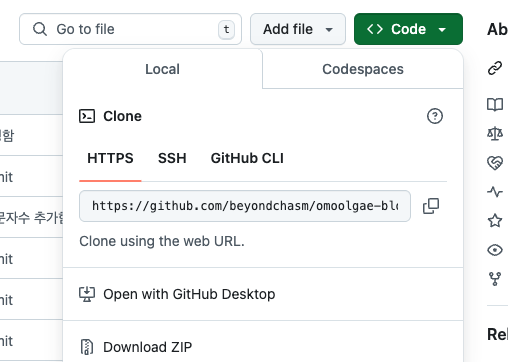 Go to file
t
Add file
Code
Local
Codespaces
Clone
HTTPS
SSH
GitHub CLI
https://github.com/beyondchasm/omoolgae-blo
Clone using the web URL.
Open with GitHub Desktop
Download ZIP
함
nit
문자수 추가함
nit
nit
nit
Ab
Rel